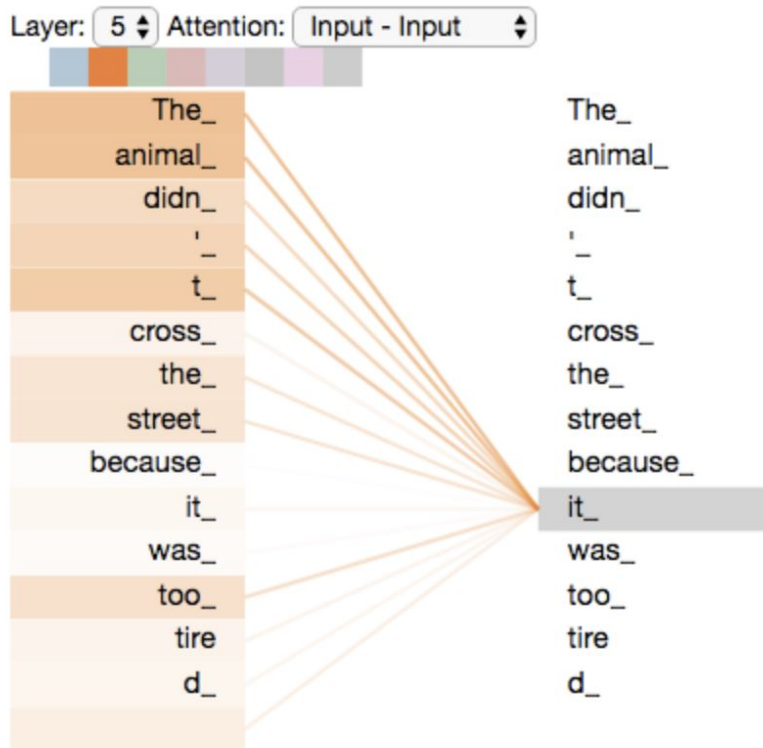 Layer: 5 Attention: Input - Input
The_ The_
animal_ animal_
didn_ didn_
'_ '_
t_ t_
cross_ cross_
the_ the_
street_ street_
because_ because_
it_ it_
was_ was_
too_ too_
tire tire
d_ d_